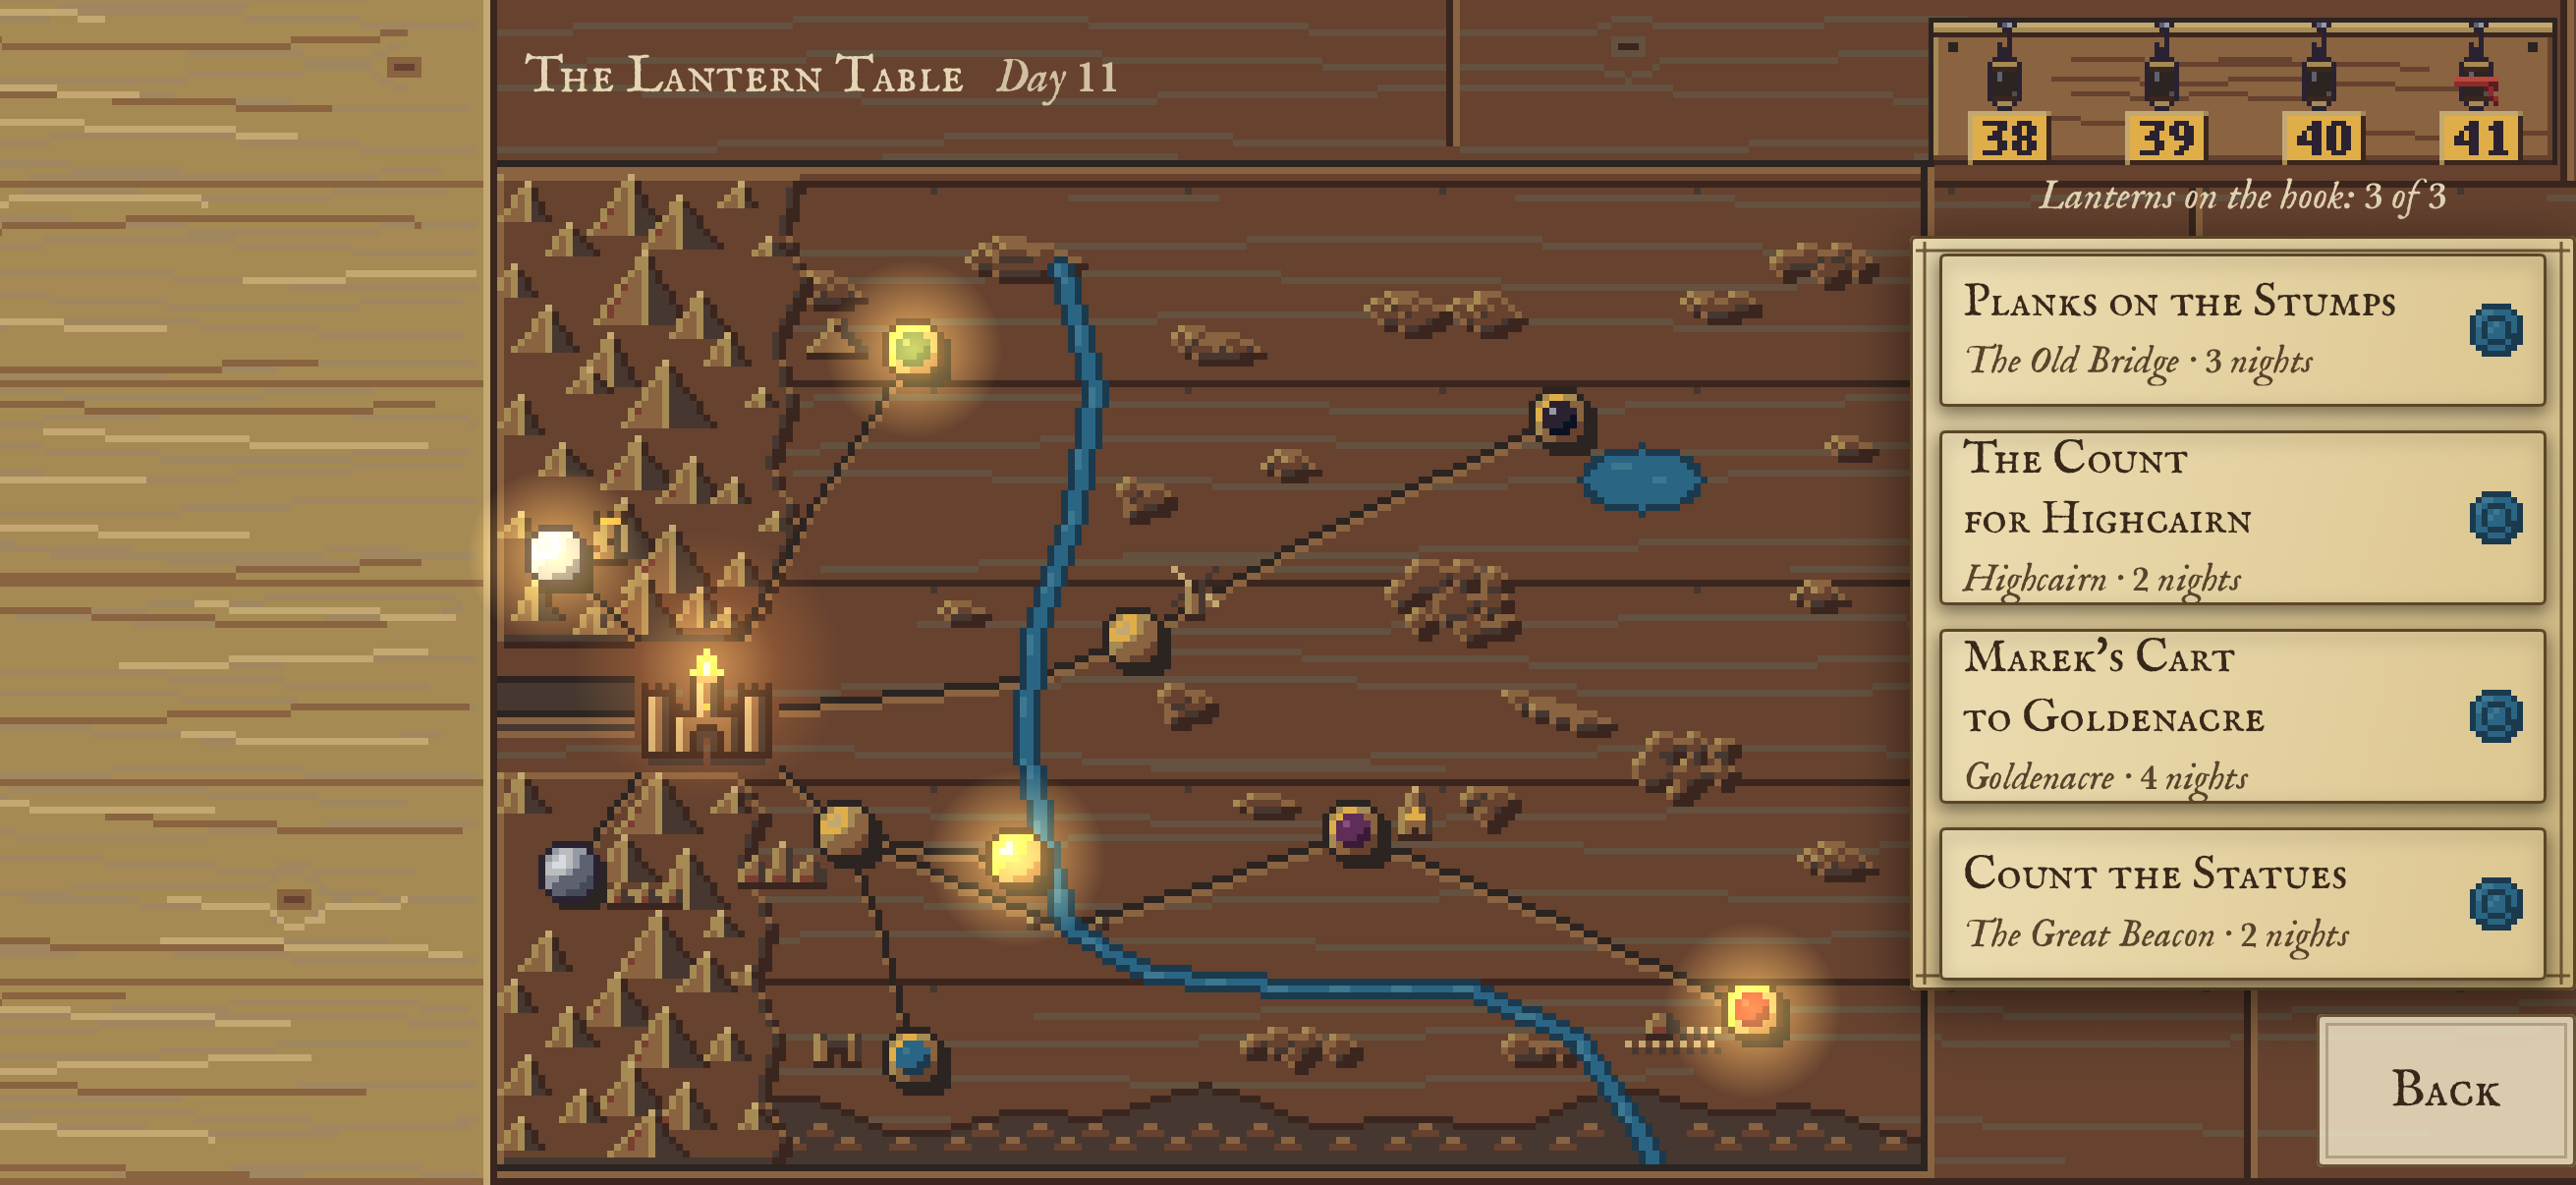 The Lantern Table Day 11
38 39 40 41
Lanterns on the hook: 3 of 3
Planks on the Stumps
The Old Bridge · 3 nights
The Count
for Highcairn
Highcairn · 2 nights
Marek's Cart
to Goldenacre
Goldenacre · 4 nights
Count the Statues
The Great Beacon · 2 nights
Back